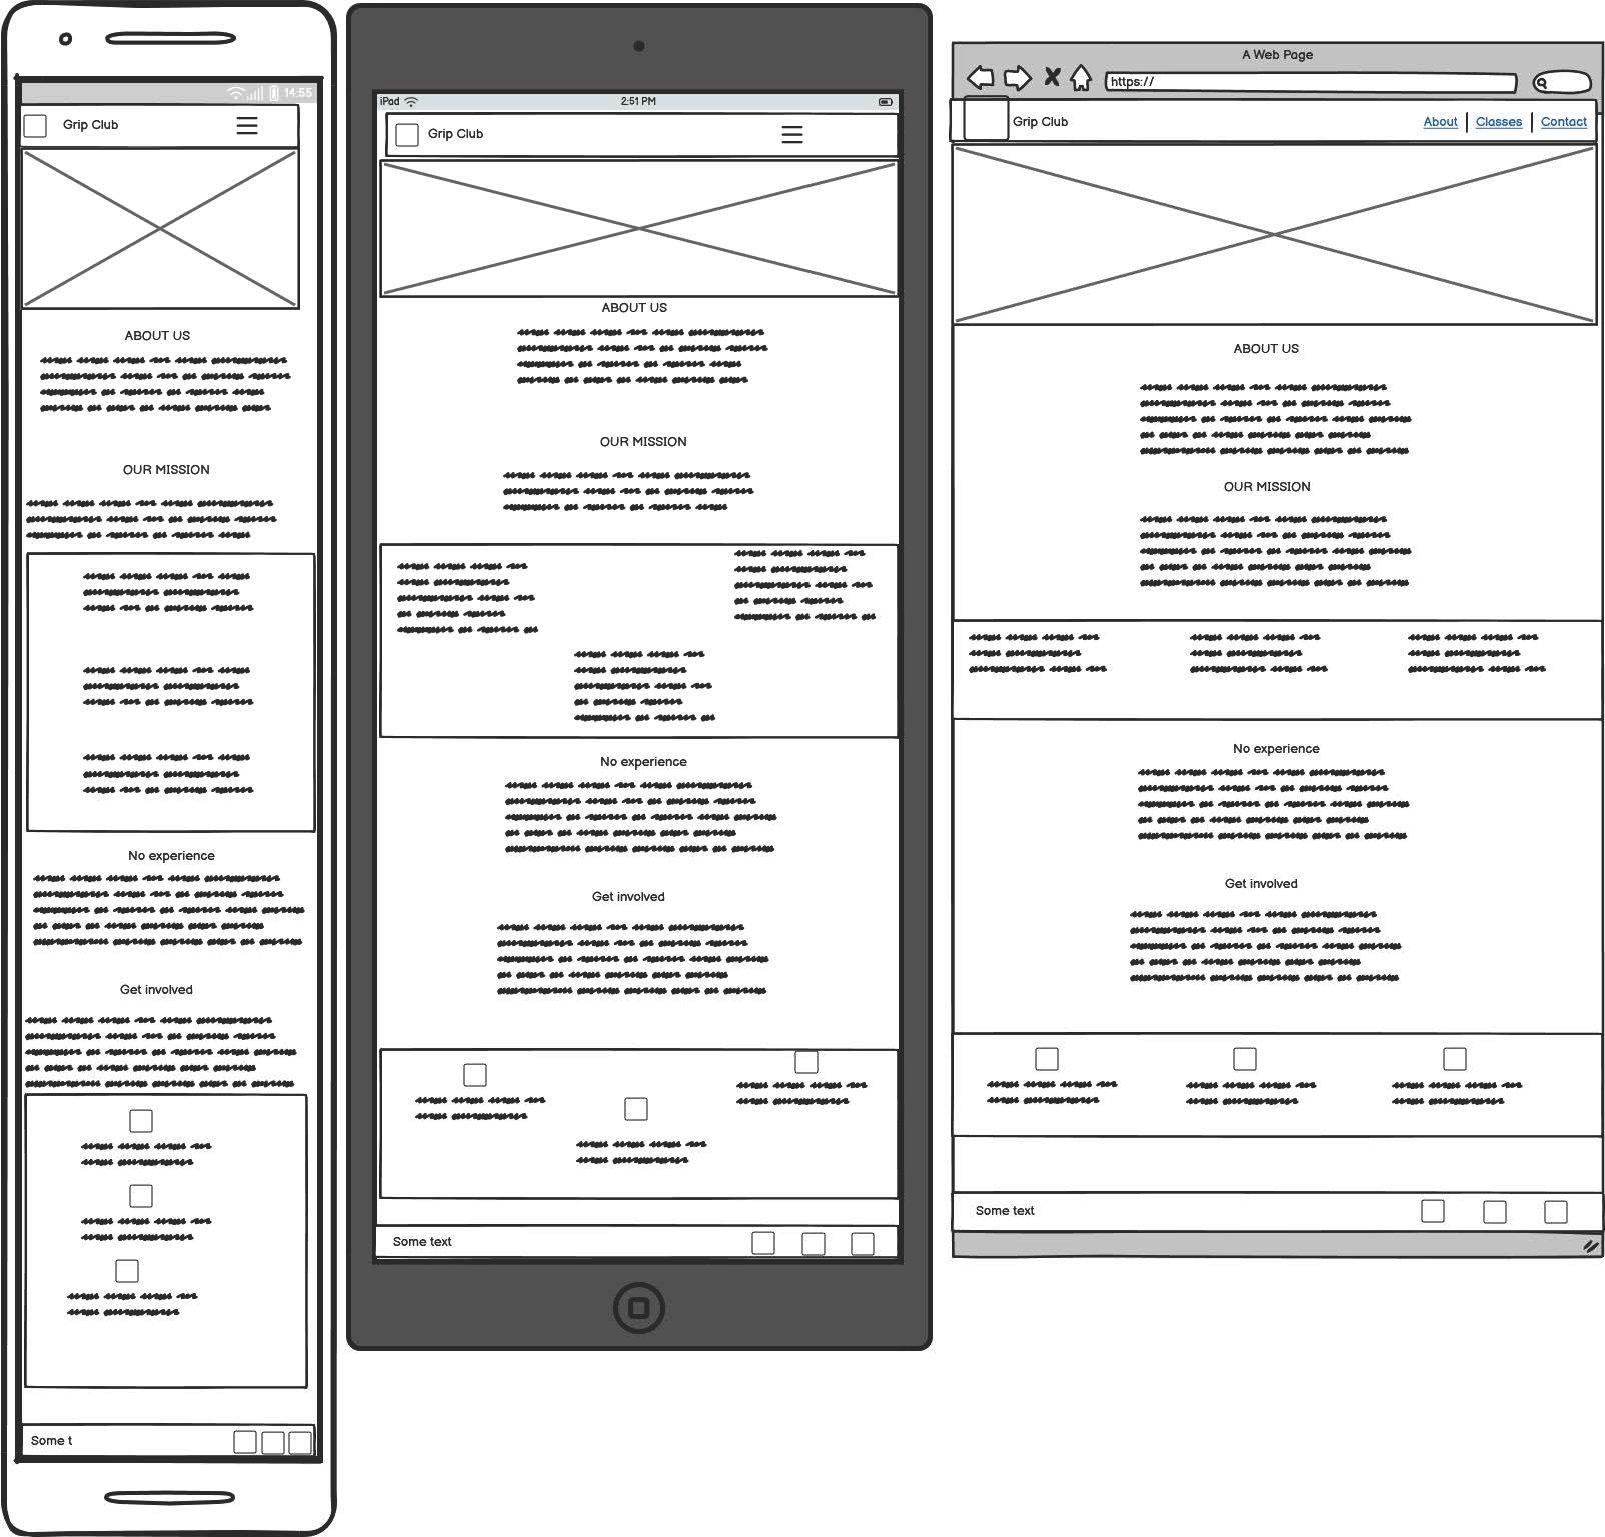 14:55
Grip Club
ABOUT US
OUR MISSION
No experience
Get involved
Some t
iPad
2:51 PM
Grip Club
ABOUT US
OUR MISSION
No experience
Get involved
Some text
A Web Page
https://
Grip Club
About | Classes | Contact
ABOUT US
OUR MISSION
No experience
Get involved
Some text